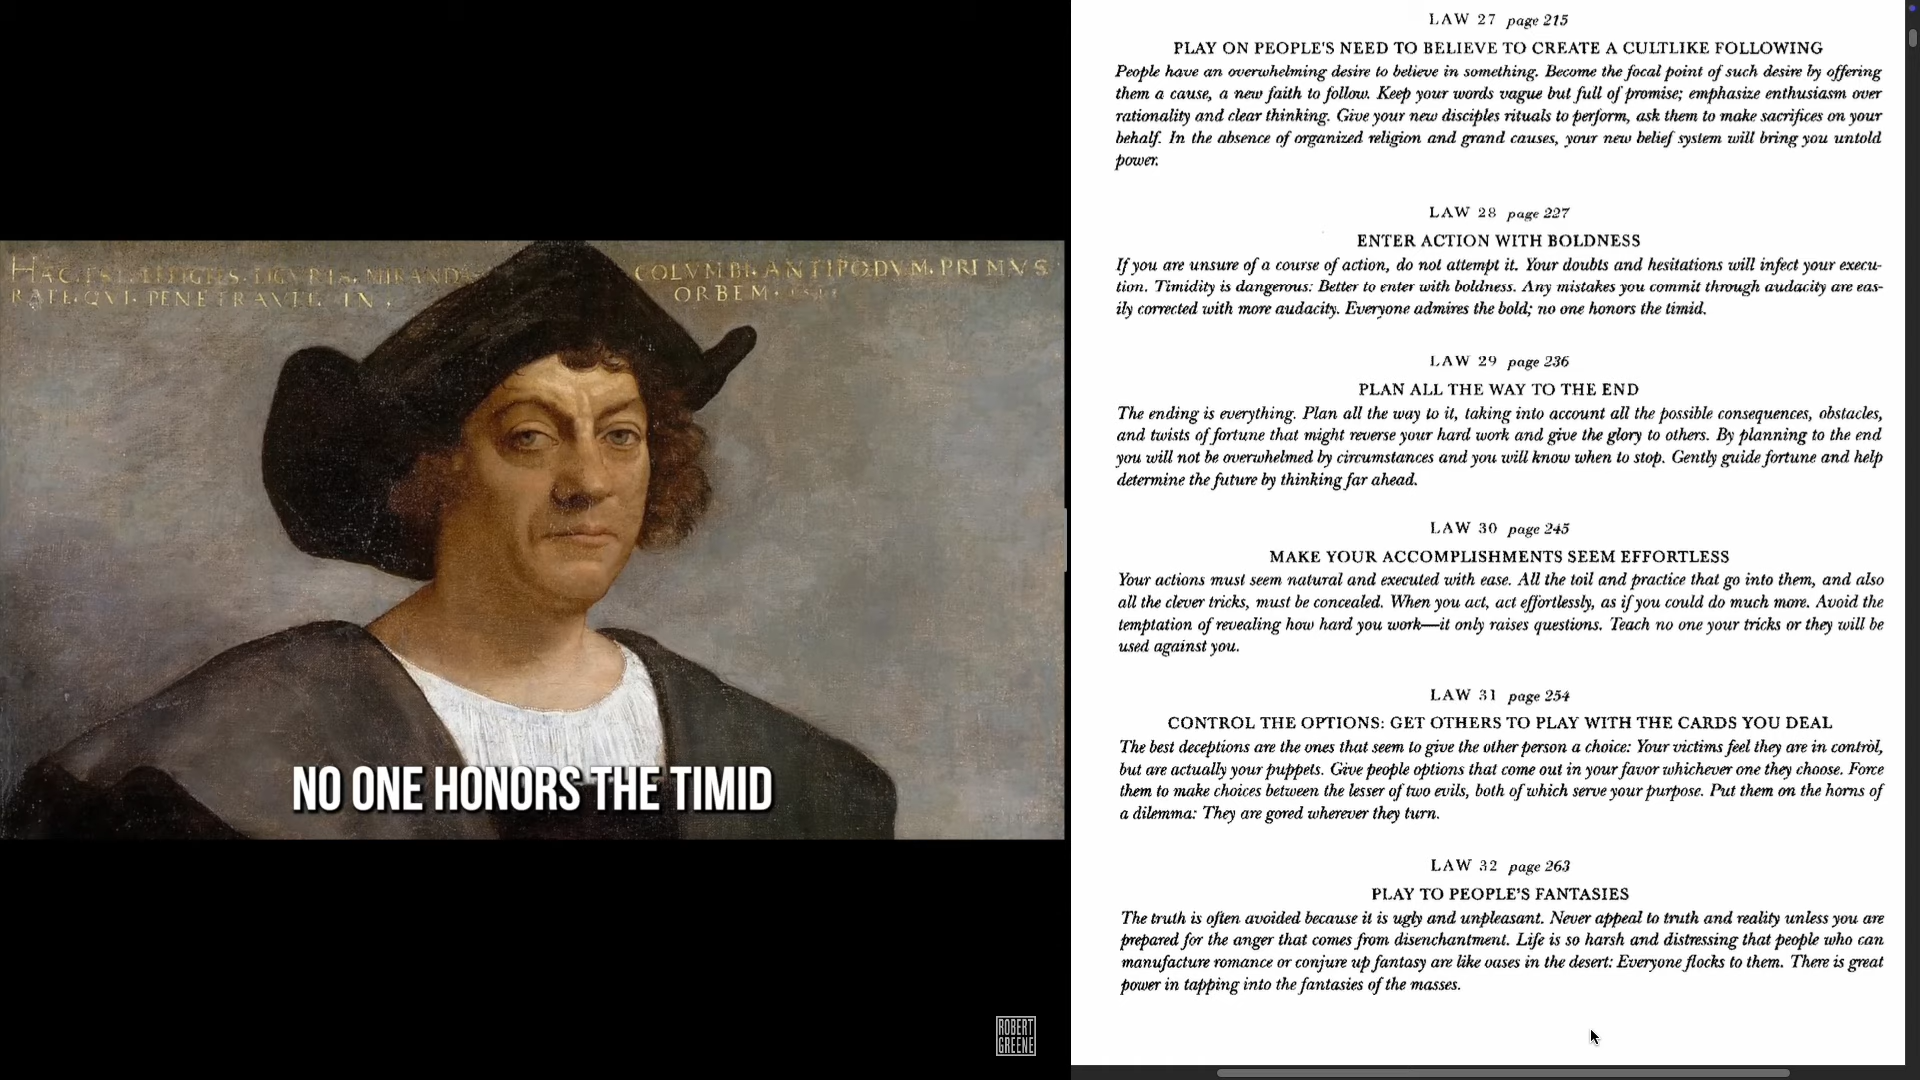 COLVMBI. ANTIPODVM. PRIMVS
ORBEM.
NO ONE HONORS THE TIMID
ROBERT
GREENE
LAW 27 page 215
PLAY ON PEOPLE'S NEED TO BELIEVE TO CREATE A CULTLIKE FOLLOWING
People have an overwhelming desire to believe in something. Become the focal point of such desire by offering
them a cause, a new faith to follow. Keep your words vague but full of promise; emphasize enthusiasm over
rationality and clear thinking. Give your new disciples rituals to perform, ask them to make sacrifices on your
behalf. In the absence of organized religion and grand causes, your new belief system will bring you untold
power.
LAW 28 page 227
ENTER ACTION WITH BOLDNESS
If you are unsure of a course of action, do not attempt it. Your doubts and hesitations will infect your execu-
tion. Timidity is dangerous: Better to enter with boldness. Any mistakes you commit through audacity are eas-
ily corrected with more audacity. Everyone admires the bold; no one honors the timid.
LAW 29 page 236
PLAN ALL THE WAY TO THE END
The ending is everything. Plan all the way to it, taking into account all the possible consequences, obstacles,
and twists of fortune that might reverse your hard work and give the glory to others. By planning to the end
you will not be overwhelmed by circumstances and you will know when to stop. Gently guide fortune and help
determine the future by thinking far ahead.
LAW 30 page 245
MAKE YOUR ACCOMPLISHMENTS SEEM EFFORTLESS
Your actions must seem natural and executed with ease. All the toil and practice that go into them, and also
all the clever tricks, must be concealed. When you act, act effortlessly, as if you could do much more. Avoid the
temptation of revealing how hard you work—it only raises questions. Teach no one your tricks or they will be
used against you.
LAW 31 page 254
CONTROL THE OPTIONS: GET OTHERS TO PLAY WITH THE CARDS YOU DEAL
The best deceptions are the ones that seem to give the other person a choice: Your victims feel they are in control,
but are actually your puppets. Give people options that come out in your favor whichever one they choose. Force
them to make choices between the lesser of two evils, both of which serve your purpose. Put them on the horns of
a dilemma: They are gored wherever they turn.
LAW 32 page 263
PLAY TO PEOPLE'S FANTASIES
The truth is often avoided because it is ugly and unpleasant. Never appeal to truth and reality unless you are
prepared for the anger that comes from disenchantment. Life is so harsh and distressing that people who can
manufacture romance or conjure up fantasy are like oases in the desert: Everyone flocks to them. There is great
power in tapping into the fantasies of the masses.